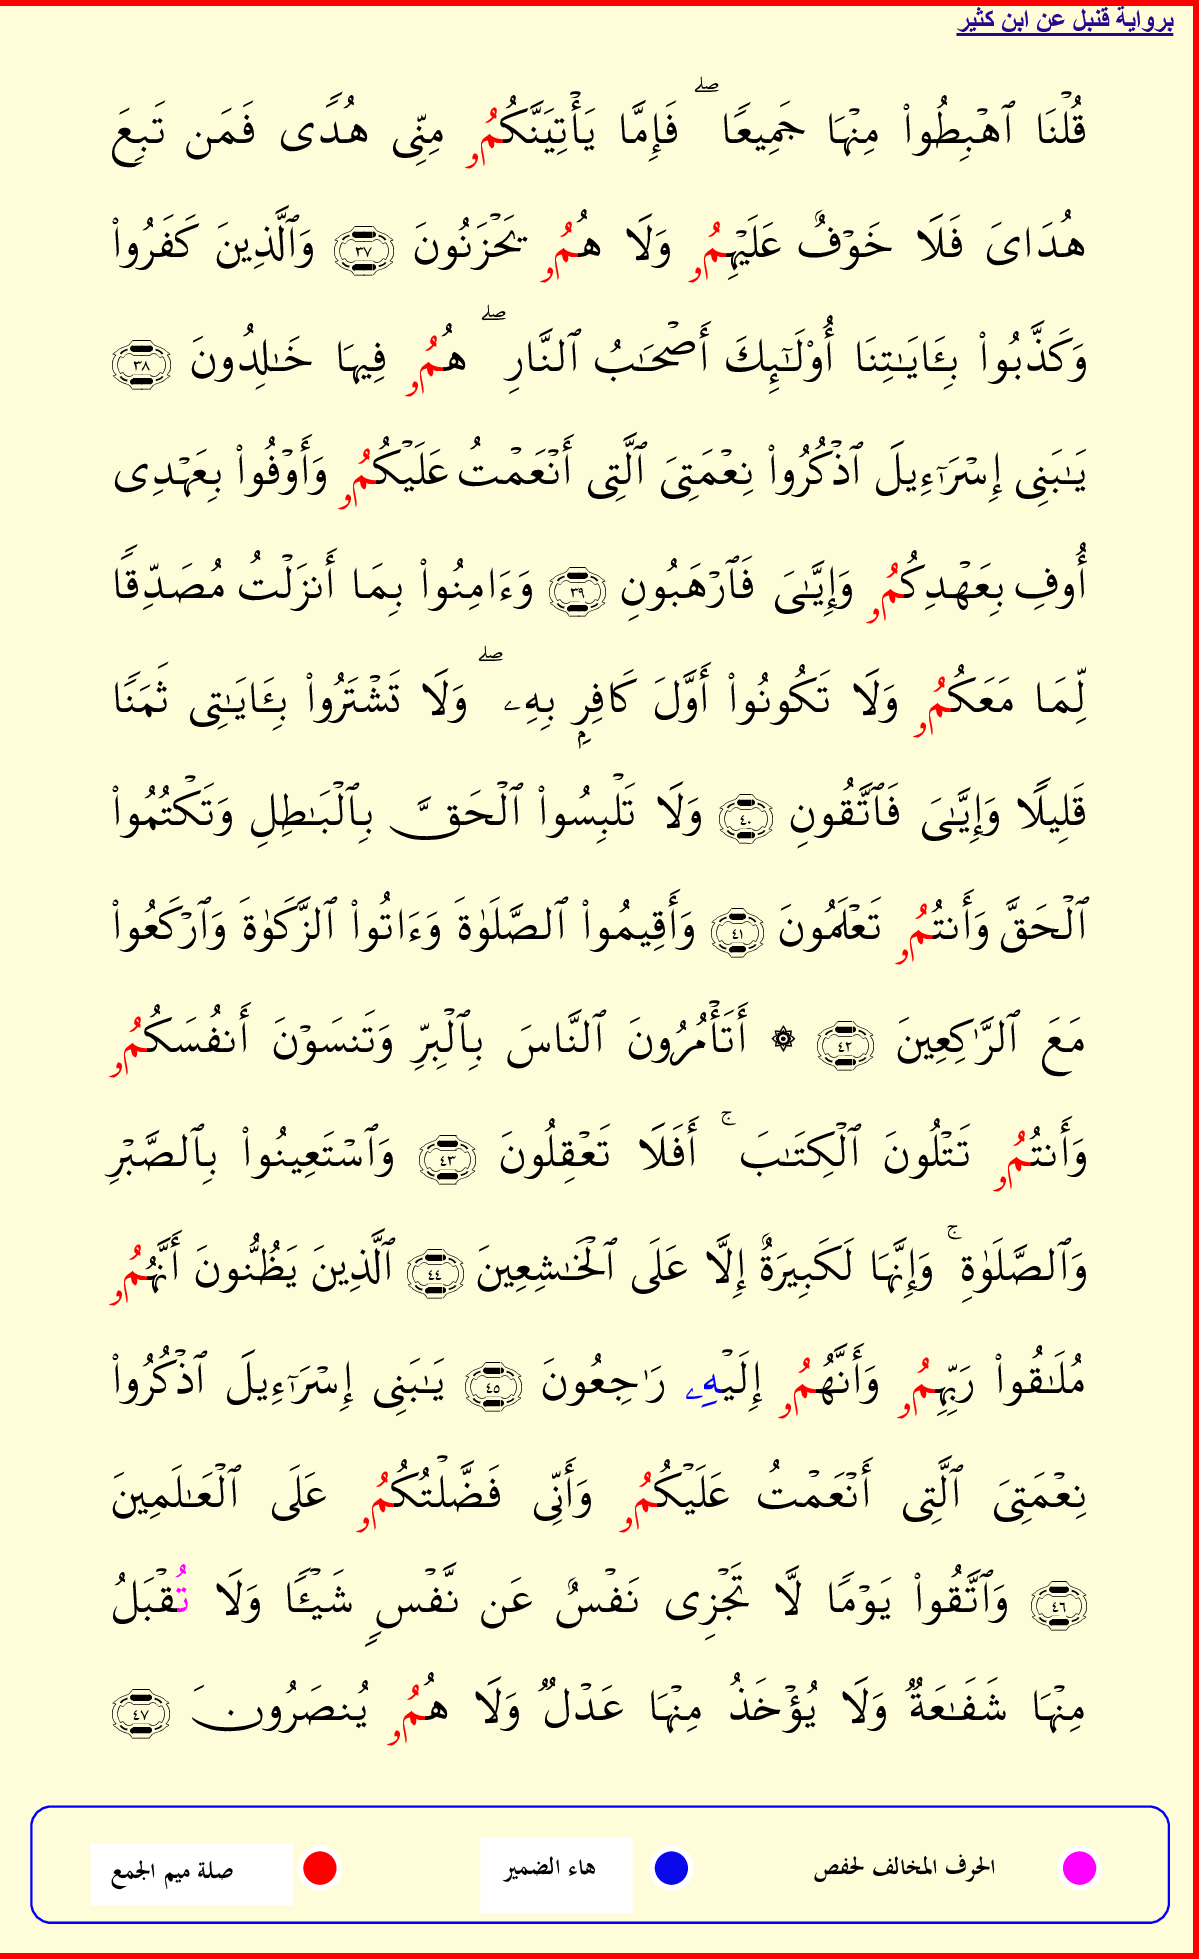 برواية قنبل عن ابن كثير
قُلْنَا ٱهْبِطُوا۟ مِنْهَا جَمِيعًاۖ فَإِمَّا يَأْتِيَنَّكُمُۥ مِنِّى هُدًى فَمَن تَبِعَ
هُدَاىَ فَلَا خَوْفٌ عَلَيْهِمُۥ وَلَا هُمُۥ يَحْزَنُونَ ٣٧ وَٱلَّذِينَ كَفَرُوا۟
وَكَذَّبُوا۟ بِـَٔايَـٰتِنَا أُو۟لَـٰٓئِكَ أَصْحَـٰبُ ٱلنَّارِۖ هُمُۥ فِيهَا خَـٰلِدُونَ ٣٨
يَـٰبَنِى إِسْرَٰٓءِيلَ ٱذْكُرُوا۟ نِعْمَتِىَ ٱلَّتِى أَنْعَمْتُ عَلَيْكُمُۥ وَأَوْفُوا۟ بِعَهْدِى
أُوفِ بِعَهْدِكُمُۥ وَإِيَّـٰىَ فَٱرْهَبُونِ ٣٩ وَءَامِنُوا۟ بِمَا أَنزَلْتُ مُصَدِّقًا
لِّمَا مَعَكُمُۥ وَلَا تَكُونُوا۟ أَوَّلَ كَافِرٍۭ بِهِۦۖ وَلَا تَشْتَرُوا۟ بِـَٔايَـٰتِى ثَمَنًا
قَلِيلًا وَإِيَّـٰىَ فَٱتَّقُونِ ٤٠ وَلَا تَلْبِسُوا۟ ٱلْحَقَّ بِٱلْبَـٰطِلِ وَتَكْتُمُوا۟
ٱلْحَقَّ وَأَنتُمُۥ تَعْلَمُونَ ٤١ وَأَقِيمُوا۟ ٱلصَّلَوٰةَ وَءَاتُوا۟ ٱلزَّكَوٰةَ وَٱرْكَعُوا۟
مَعَ ٱلرَّٰكِعِينَ ٤٢ ۞ أَتَأْمُرُونَ ٱلنَّاسَ بِٱلْبِرِّ وَتَنسَوْنَ أَنفُسَكُمُۥ
وَأَنتُمُۥ تَتْلُونَ ٱلْكِتَـٰبَۚ أَفَلَا تَعْقِلُونَ ٤٣ وَٱسْتَعِينُوا۟ بِٱلصَّبْرِ
وَٱلصَّلَوٰةِۚ وَإِنَّهَا لَكَبِيرَةٌ إِلَّا عَلَى ٱلْخَـٰشِعِينَ ٤٤ ٱلَّذِينَ يَظُنُّونَ أَنَّهُمُۥ
مُلَـٰقُوا۟ رَبِّهِمُۥ وَأَنَّهُمُۥ إِلَيْهِۦ رَٰجِعُونَ ٤٥ يَـٰبَنِى إِسْرَٰٓءِيلَ ٱذْكُرُوا۟
نِعْمَتِىَ ٱلَّتِى أَنْعَمْتُ عَلَيْكُمُۥ وَأَنِّى فَضَّلْتُكُمُۥ عَلَى ٱلْعَـٰلَمِينَ
٤٦ وَٱتَّقُوا۟ يَوْمًا لَّا تَجْزِى نَفْسٌ عَن نَّفْسٍ شَيْـًٔا وَلَا تُقْبَلُ
مِنْهَا شَفَـٰعَةٌ وَلَا يُؤْخَذُ مِنْهَا عَدْلٌ وَلَا هُمُۥ يُنصَرُونَ ٤٧
الحرف المخالف لحفص هاء الضمير صلة ميم الجمع